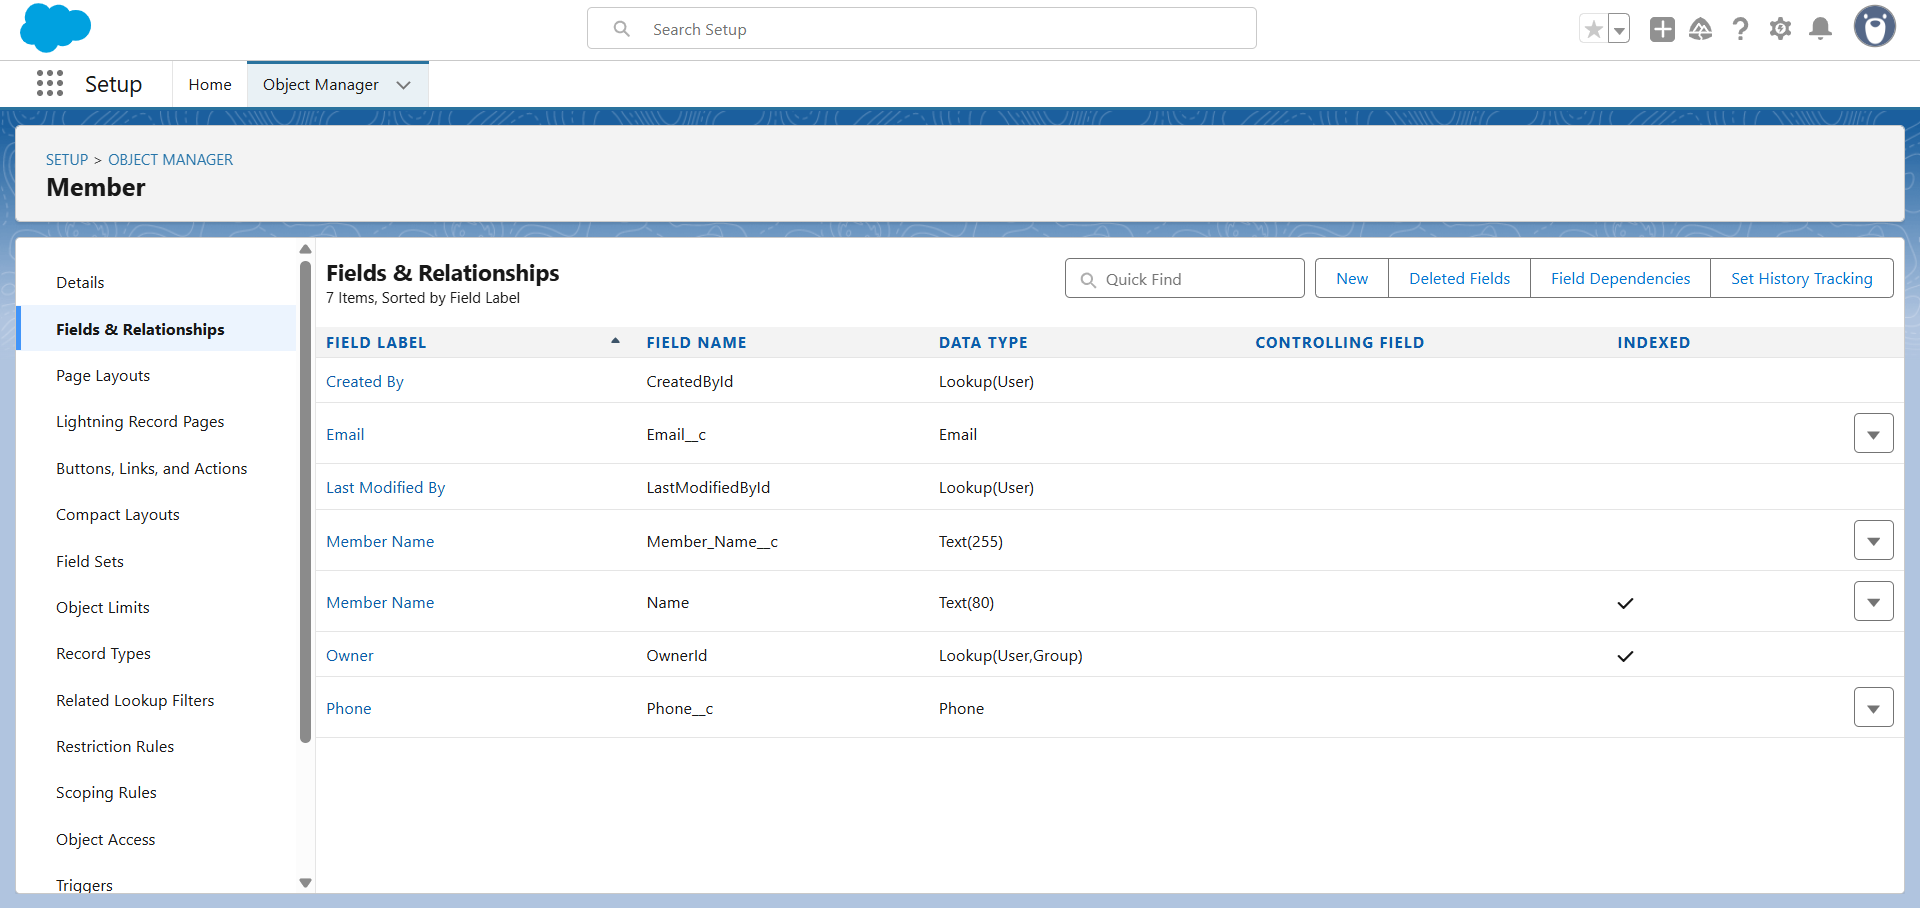 Search Setup
Setup
Home
Object Manager
SETUP > OBJECT MANAGER
Member
Details
Fields & Relationships
Page Layouts
Lightning Record Pages
Buttons, Links, and Actions
Compact Layouts
Field Sets
Object Limits
Record Types
Related Lookup Filters
Restriction Rules
Scoping Rules
Object Access
Triggers
Fields & Relationships
7 Items, Sorted by Field Label
Quick Find
New
Deleted Fields
Field Dependencies
Set History Tracking
FIELD LABEL FIELD NAME DATA TYPE CONTROLLING FIELD INDEXED
Created By CreatedById Lookup(User)
Email Email__c Email
Last Modified By LastModifiedById Lookup(User)
Member Name Member_Name__c Text(255)
Member Name Name Text(80)
Owner OwnerId Lookup(User,Group)
Phone Phone__c Phone